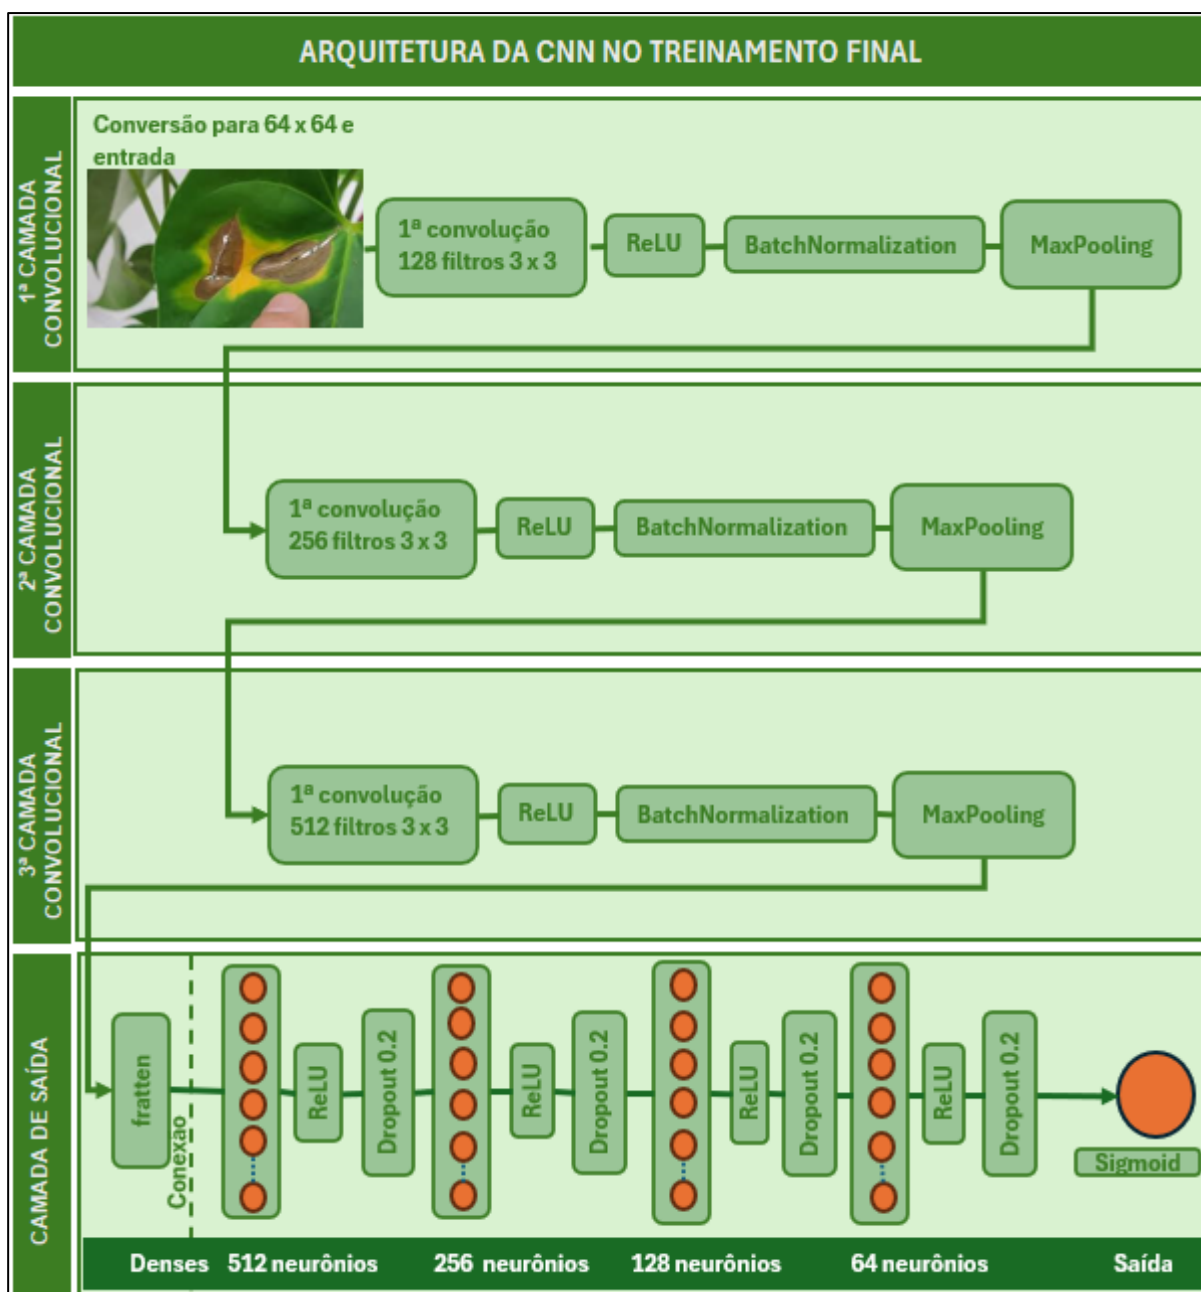 ARQUITETURA DA CNN NO TREINAMENTO FINAL
1ª CAMADA
CONVOLUCIONAL
Conversão para 64 x 64 e
entrada
1ª convolução
128 filtros 3 x 3
ReLU
BatchNormalization
MaxPooling
2ª CAMADA
CONVOLUCIONAL
1ª convolução
256 filtros 3 x 3
ReLU
BatchNormalization
MaxPooling
3ª CAMADA
CONVOLUCIONAL
1ª convolução
512 filtros 3 x 3
ReLU
BatchNormalization
MaxPooling
CAMADA DE SAÍDA
fratten
Conexão
ReLU
Dropout 0.2
ReLU
Dropout 0.2
ReLU
Dropout 0.2
ReLU
Dropout 0.2
Sigmoid
Denses
512 neurônios
256 neurônios
128 neurônios
64 neurônios
Saída